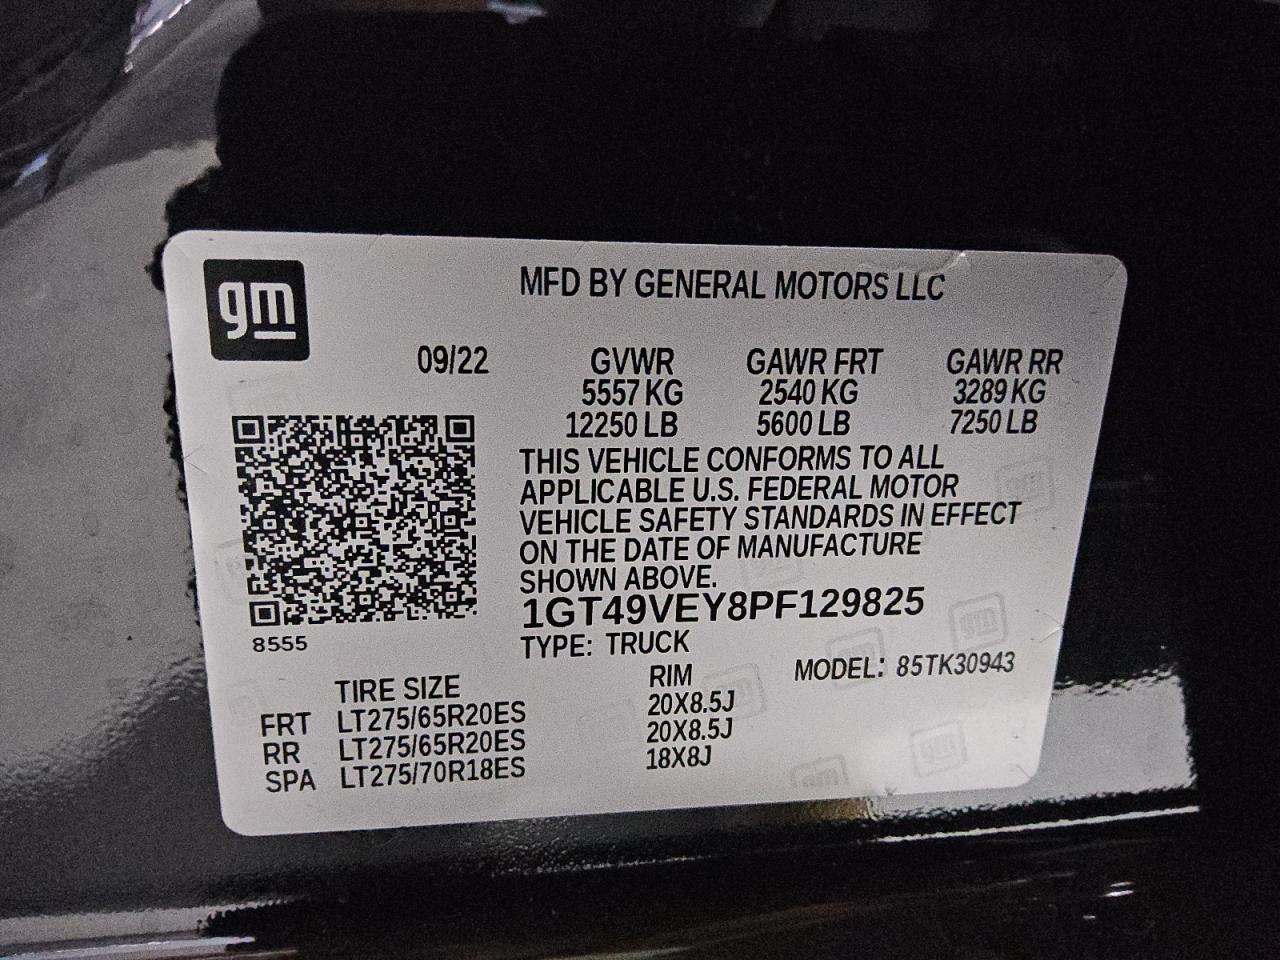 gm
MFD BY GENERAL MOTORS LLC
09/22 GVWR GAWR FRT GAWR RR
5557 KG 2540 KG 3289 KG
12250 LB 5600 LB 7250 LB
THIS VEHICLE CONFORMS TO ALL
APPLICABLE U.S. FEDERAL MOTOR
VEHICLE SAFETY STANDARDS IN EFFECT
ON THE DATE OF MANUFACTURE
SHOWN ABOVE.
1GT49VEY8PF129825
8555
TYPE: TRUCK
MODEL: 85TK30943
TIRE SIZE RIM
FRT LT275/65R20ES 20X8.5J
RR LT275/65R20ES 20X8.5J
SPA LT275/70R18ES 18X8J